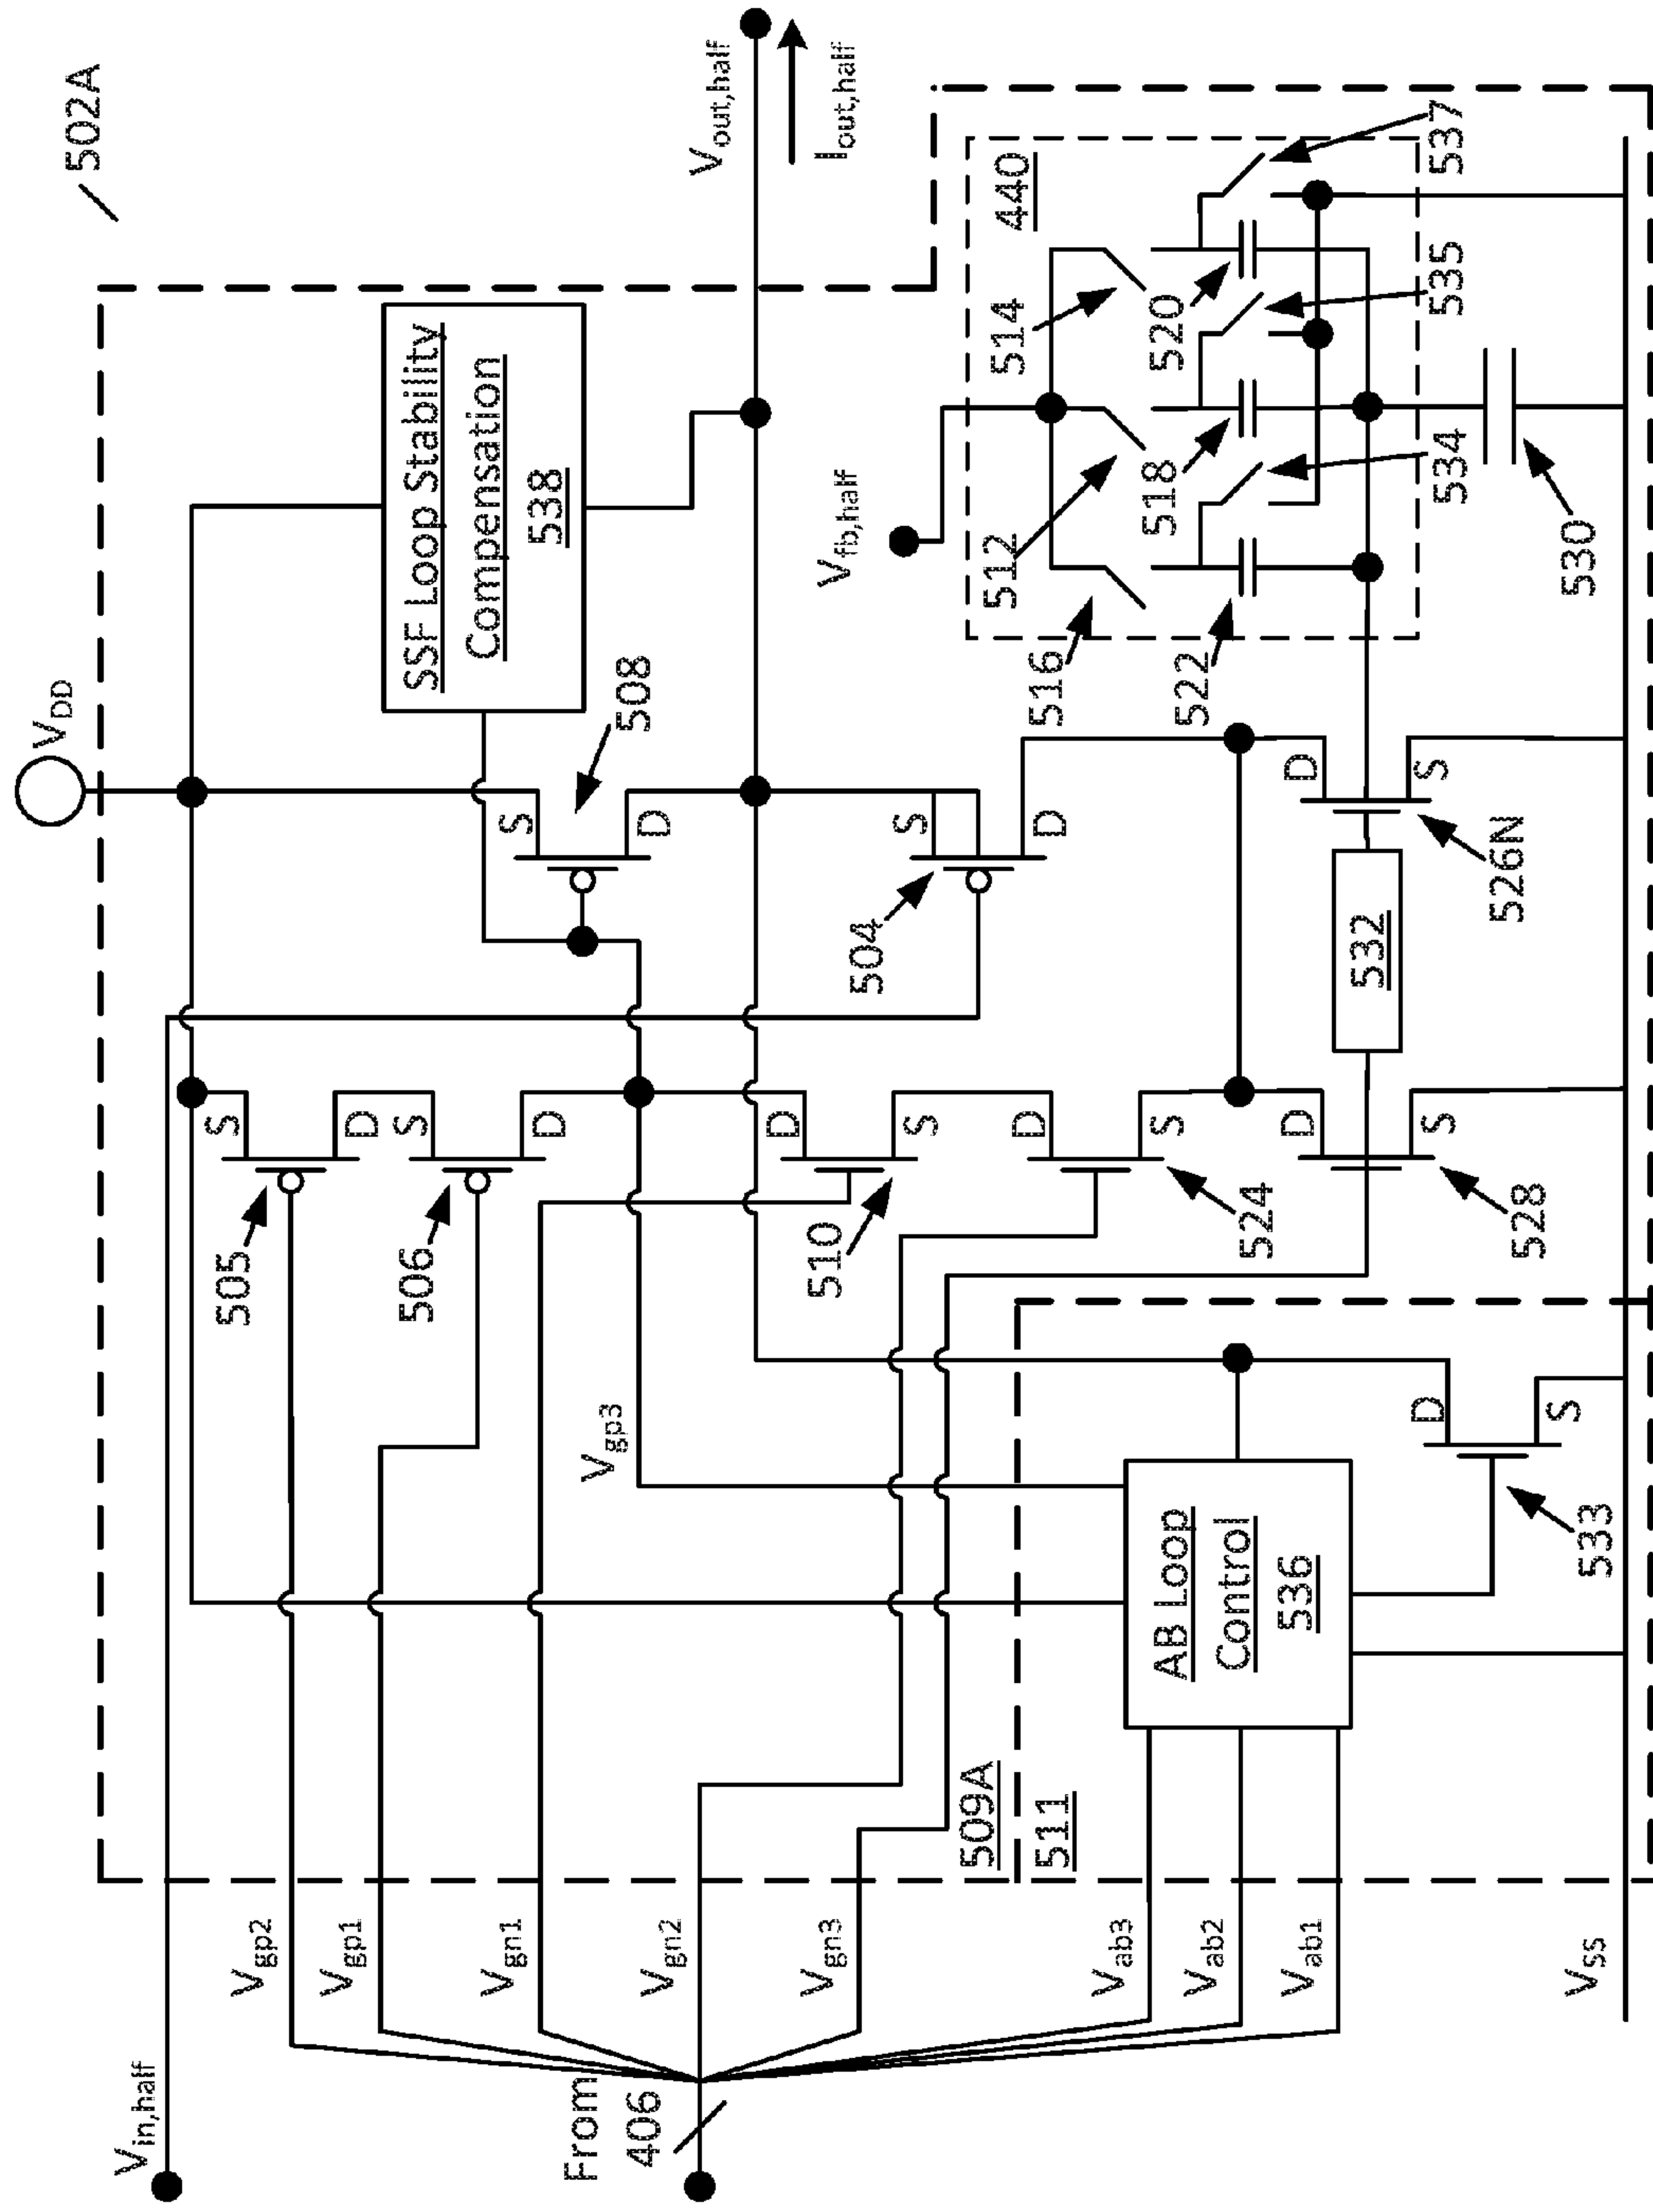 502A
V_DD
V_in,half
From
406
V_gp2
V_gp1
V_gn1
V_gn2
V_gn3
V_ab3
V_ab2
V_ab1
V_ss
505
S
D
506
S
D
V_gp3
510
D
S
524
D
S
528
D
S
509A
511
AB Loop
Control
536
533
D
S
SSF Loop Stability
Compensation
538
508
S
D
504
S
D
532
526N
D
S
V_out,half
I_out,half
V_fb,half
440
512
514
516
518
520
522
534
535
537
530